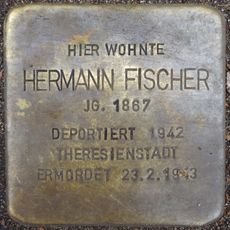 HIER WOHNTE
HERMANN FISCHER
JG. 1867
DEPORTIERT 1942
THERESIENSTADT
ERMORDET 23.2.1943